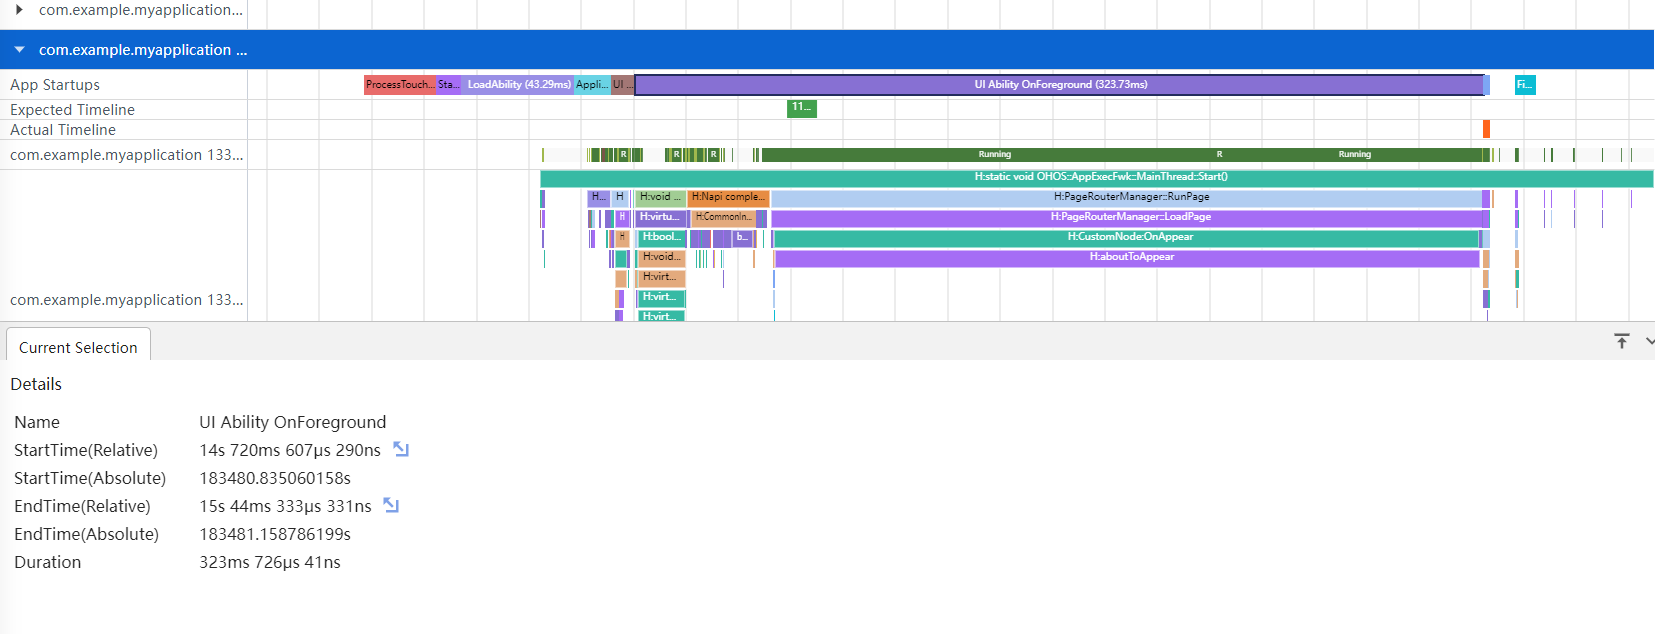 com.example.myapplication...
com.example.myapplication ...
App Startups
ProcessTouch... Sta... LoadAbility (43.29ms) Appli... UI ... UI Ability OnForeground (323.73ms) Fi...
Expected Timeline
11...
Actual Timeline
com.example.myapplication 133...
R R R Running R Running
H:static void OHOS::AppExecFwk::MainThread::Start()
H... H H:void ... H:Napi comple... H:PageRouterManager::RunPage
H H:virtu... H:CommonIn... H:PageRouterManager::LoadPage
H H:bool... b... H:CustomNode:OnAppear
H:void... H:aboutToAppear
H:virt...
com.example.myapplication 133...
H:virt...
H:virt...
Current Selection
Details
Name UI Ability OnForeground
StartTime(Relative) 14s 720ms 607μs 290ns
StartTime(Absolute) 183480.835060158s
EndTime(Relative) 15s 44ms 333μs 331ns
EndTime(Absolute) 183481.158786199s
Duration 323ms 726μs 41ns